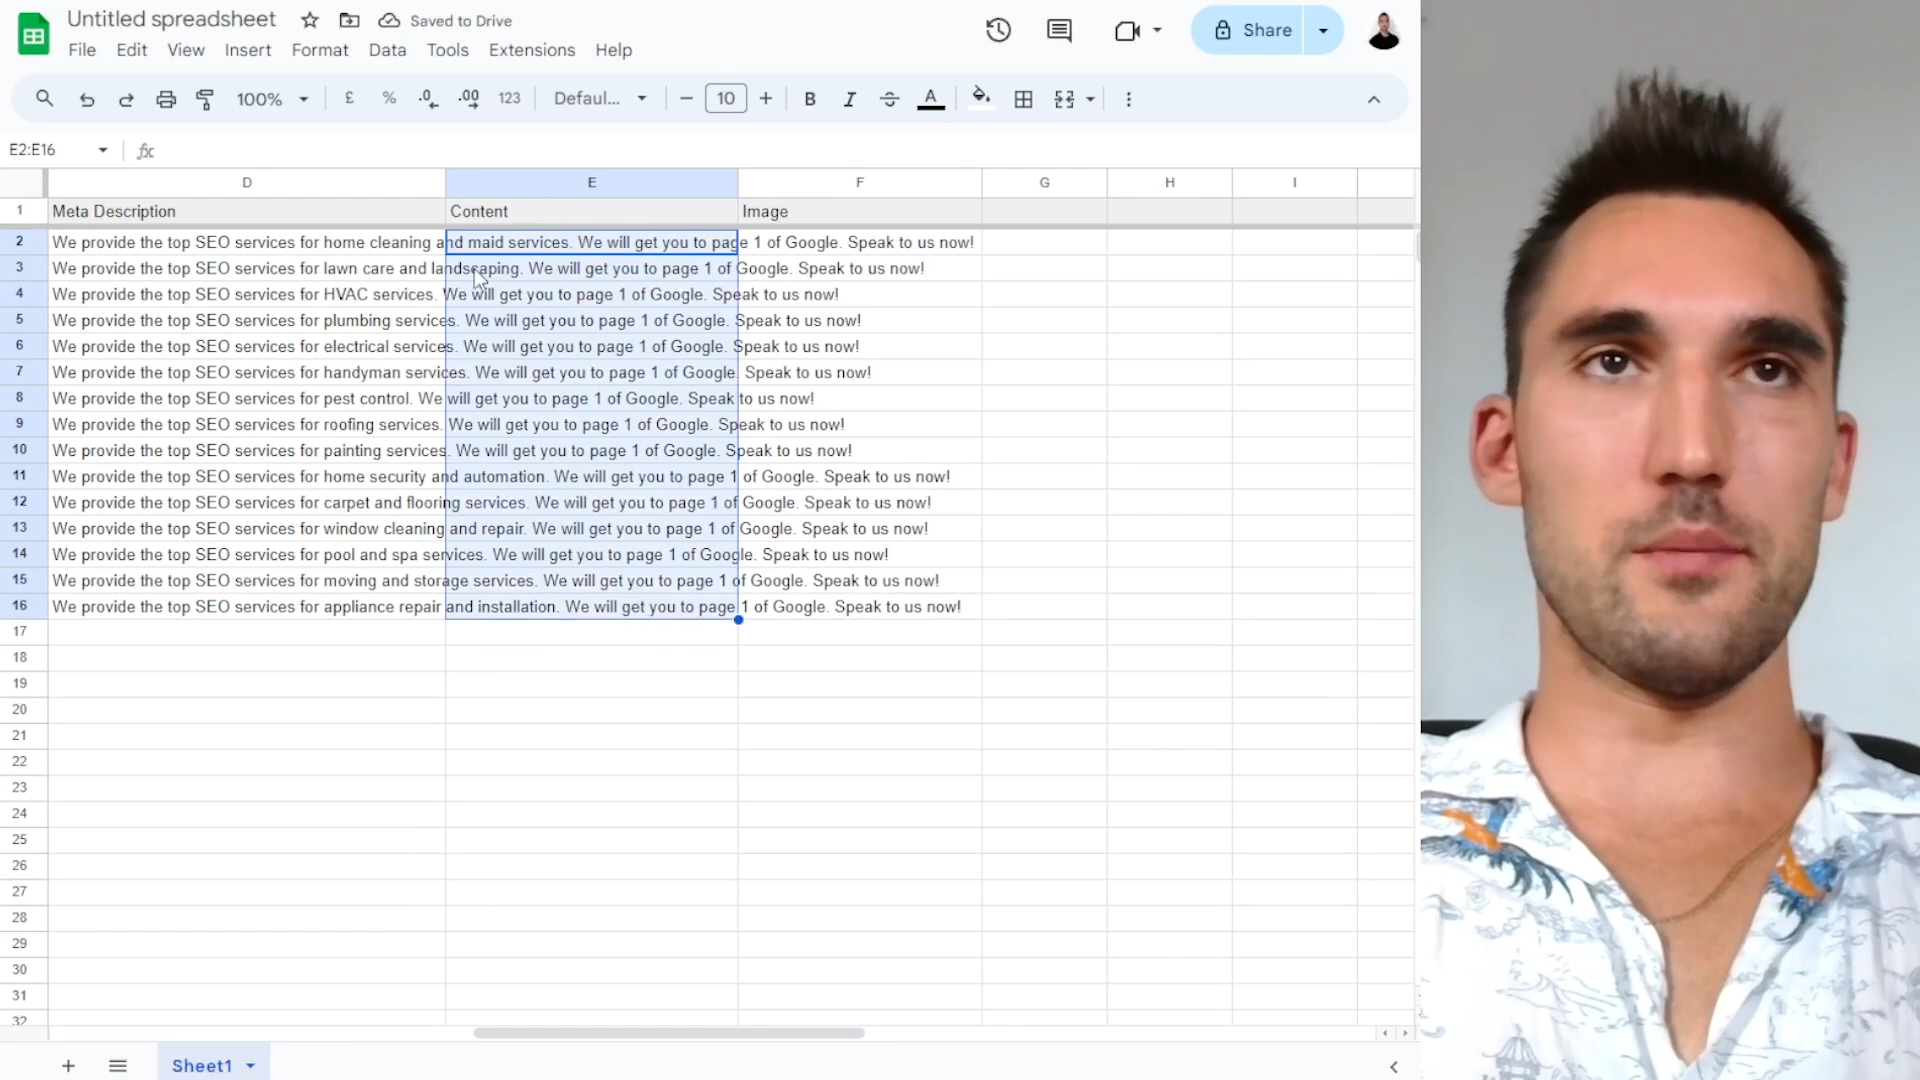 Untitled spreadsheet
Saved to Drive
Share
File Edit View Insert Format Data Tools Extensions Help
100% £ % .0 .00 123 Defaul... 10 B I A
E2:E16 fx
D E F G H I
1 Meta Description Content Image
2 We provide the top SEO services for home cleaning and maid services. We will get you to page 1 of Google. Speak to us now!
3 We provide the top SEO services for lawn care and landscaping. We will get you to page 1 of Google. Speak to us now!
4 We provide the top SEO services for HVAC services. We will get you to page 1 of Google. Speak to us now!
5 We provide the top SEO services for plumbing services. We will get you to page 1 of Google. Speak to us now!
6 We provide the top SEO services for electrical services. We will get you to page 1 of Google. Speak to us now!
7 We provide the top SEO services for handyman services. We will get you to page 1 of Google. Speak to us now!
8 We provide the top SEO services for pest control. We will get you to page 1 of Google. Speak to us now!
9 We provide the top SEO services for roofing services. We will get you to page 1 of Google. Speak to us now!
10 We provide the top SEO services for painting services. We will get you to page 1 of Google. Speak to us now!
11 We provide the top SEO services for home security and automation. We will get you to page 1 of Google. Speak to us now!
12 We provide the top SEO services for carpet and flooring services. We will get you to page 1 of Google. Speak to us now!
13 We provide the top SEO services for window cleaning and repair. We will get you to page 1 of Google. Speak to us now!
14 We provide the top SEO services for pool and spa services. We will get you to page 1 of Google. Speak to us now!
15 We provide the top SEO services for moving and storage services. We will get you to page 1 of Google. Speak to us now!
16 We provide the top SEO services for appliance repair and installation. We will get you to page 1 of Google. Speak to us now!
17
18
19
20
21
22
23
24
25
26
27
28
29
30
31
32
Sheet1